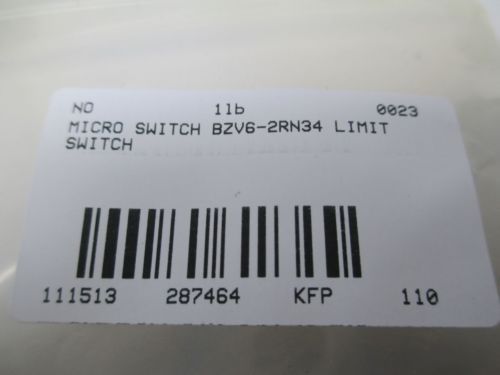 NO 1lb 0023
MICRO SWITCH BZV6-2RN34 LIMIT
SWITCH
111513 287464 KFP 110